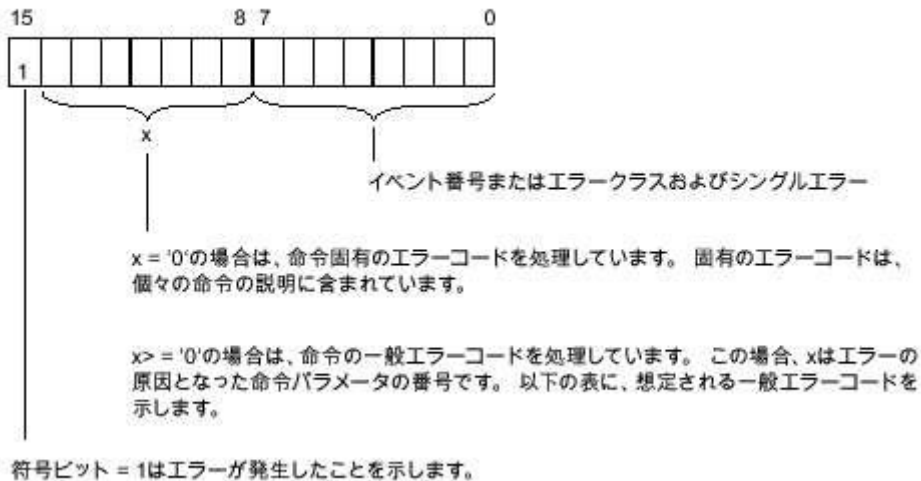 15 8 7 0
1
x
イベント番号またはエラークラスおよびシングルエラー
x = '0'の場合は、命令固有のエラーコードを処理しています。 固有のエラーコードは、
個々の命令の説明に含まれています。
x> = '0'の場合は、命令の一般エラーコードを処理しています。 この場合、xはエラーの
原因となった命令パラメータの番号です。 以下の表に、想定される一般エラーコードを
示します。
符号ビット = 1はエラーが発生したことを示します。